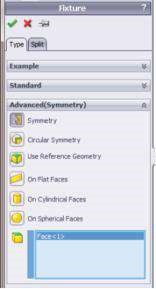 Fixture ?
Type Split
Example
Standard
Advanced(Symmetry)
Symmetry
Circular Symmetry
Use Reference Geometry
On Flat Faces
On Cylindrical Faces
On Spherical Faces
Face<1>